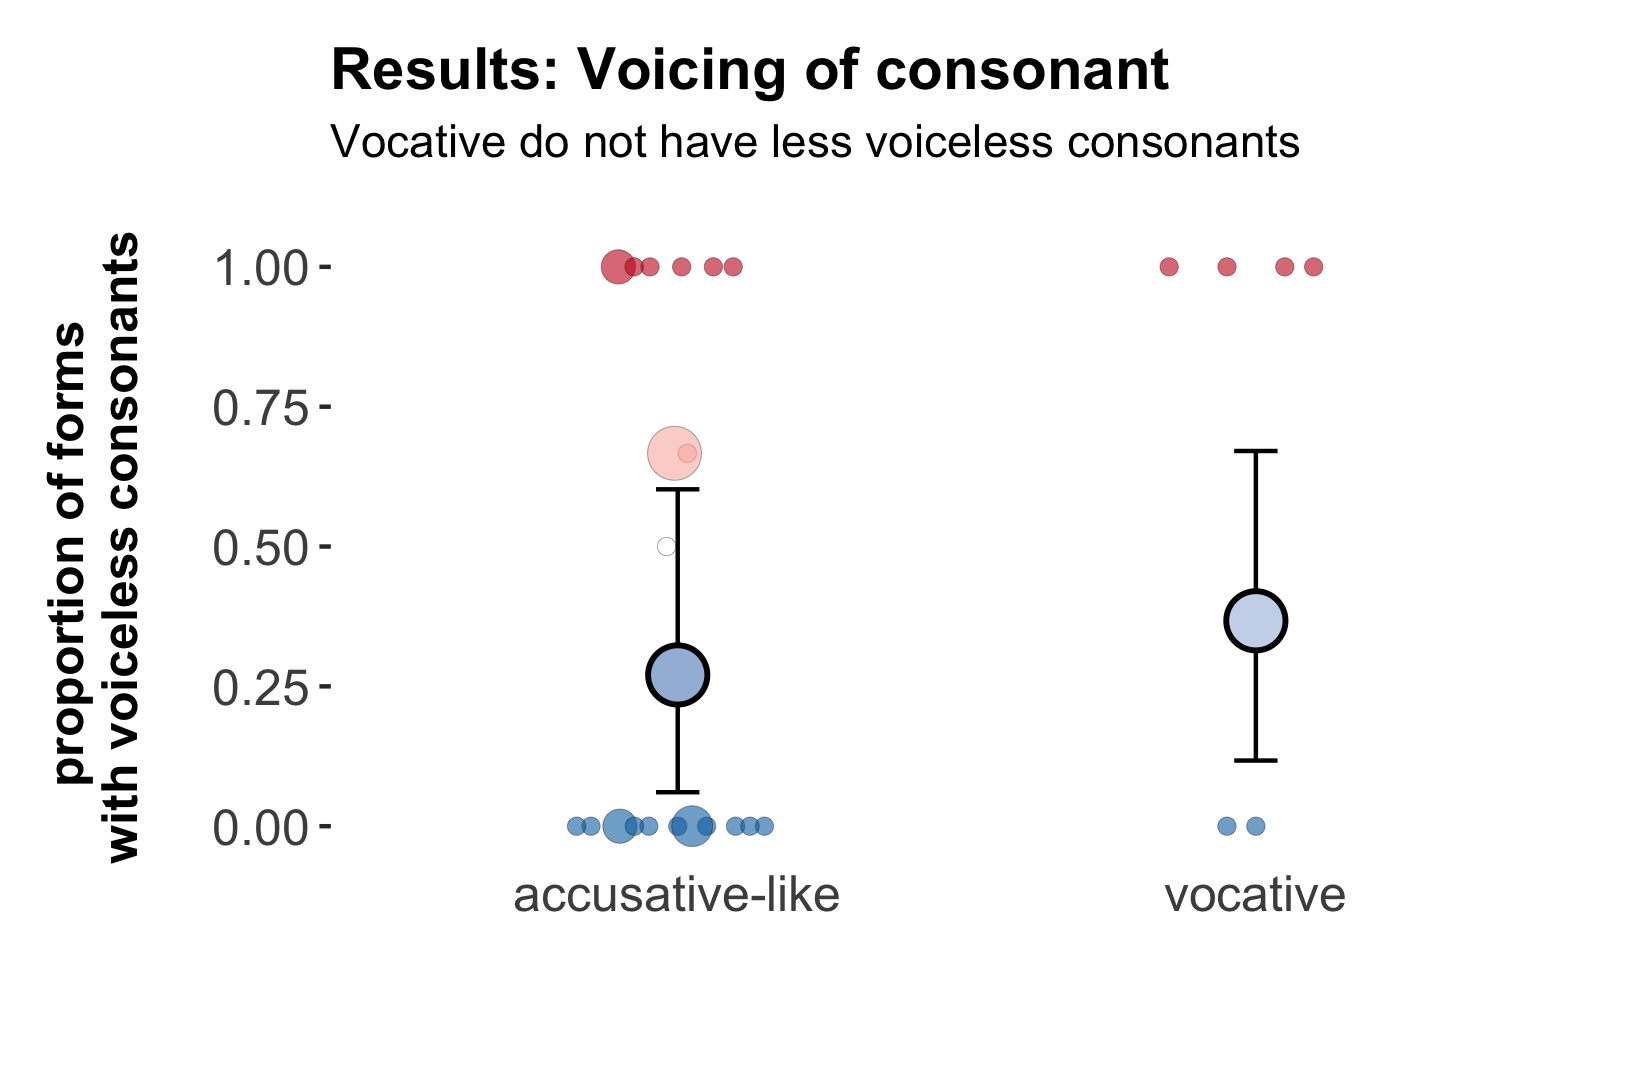 Results: Voicing of consonant
Vocative do not have less voiceless consonants
proportion of forms
with voiceless consonants
1.00
0.75
0.50
0.25
0.00
accusative-like
vocative